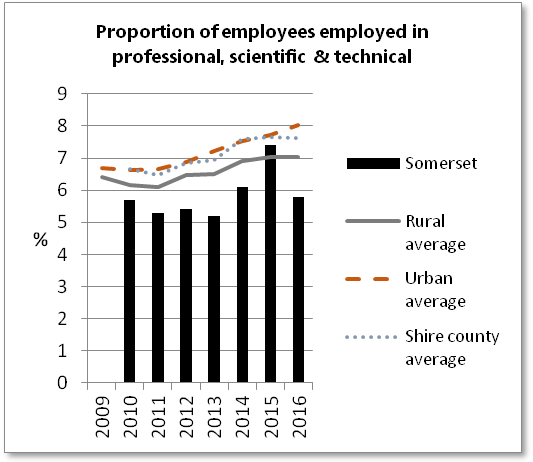 Proportion of employees employed in
professional, scientific & technical
9
8
7
6
5
4
3
2
1
0
%
2009
2010
2011
2012
2013
2014
2015
2016
Somerset
Rural
average
Urban
average
Shire county
average